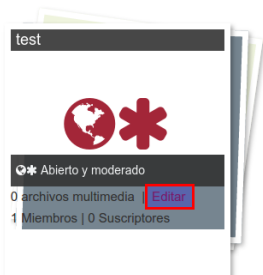 test
Abierto y moderado
0 archivos multimedia | Editar
1 Miembros | 0 Suscriptores